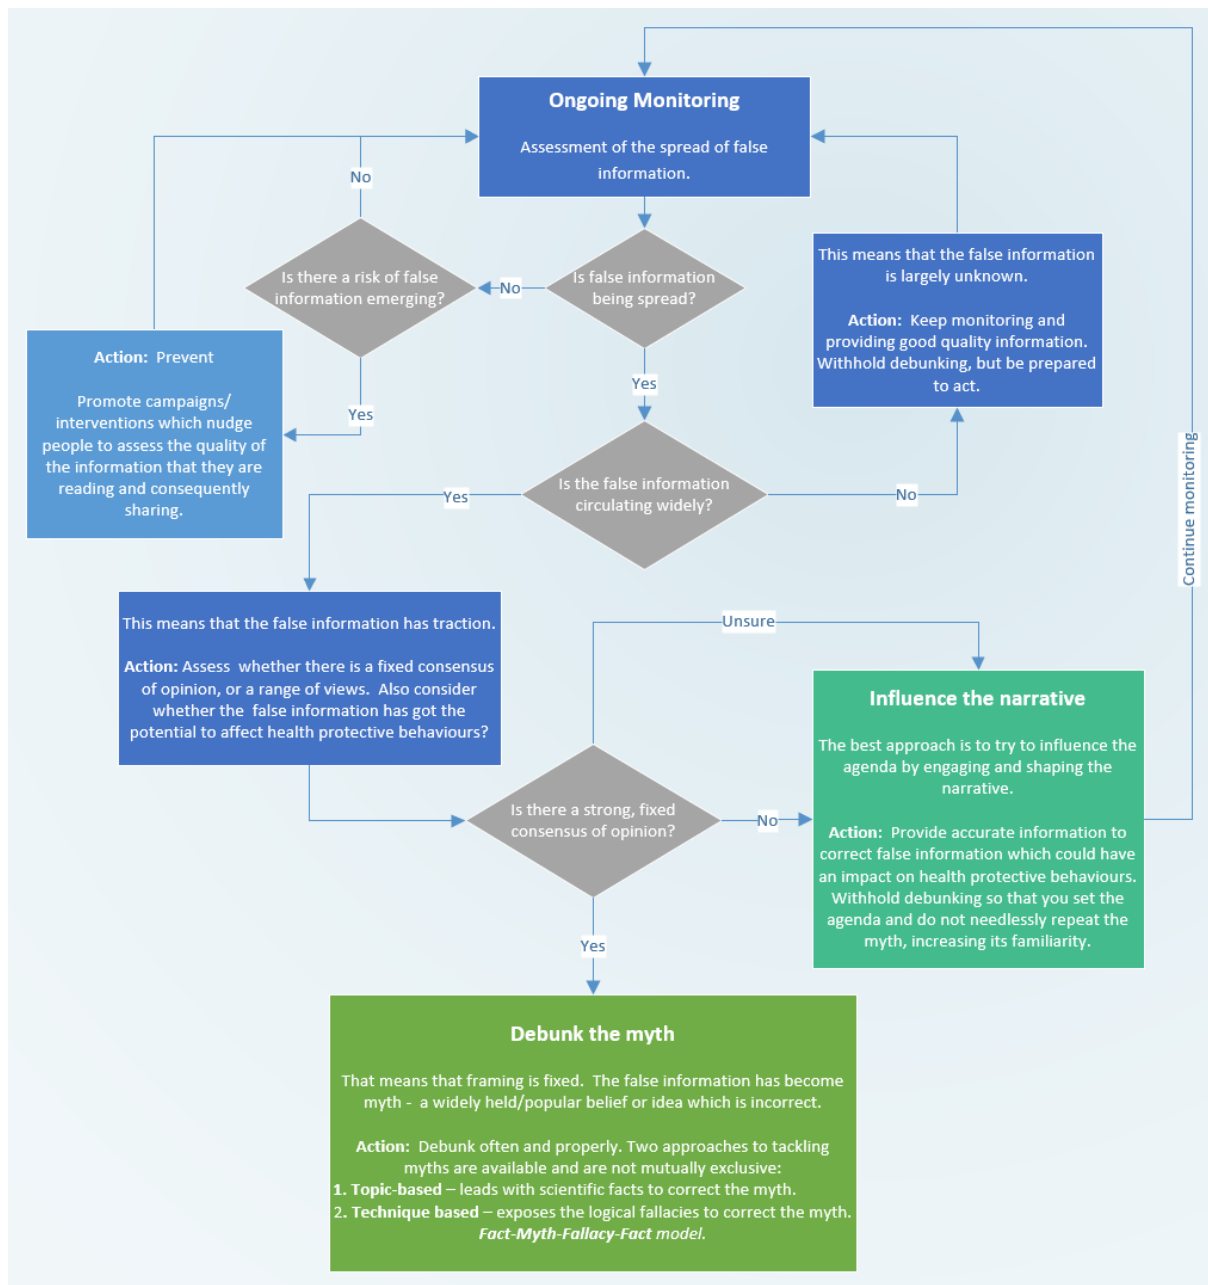 Ongoing Monitoring
Assessment of the spread of false
information.
No
Is there a risk of false
information emerging?
No
Is false information
being spread?
This means that the false information
is largely unknown.
Action:  Keep monitoring and
providing good quality information.
Withhold debunking, but be prepared
to act.
Action:  Prevent
Promote campaigns/
interventions which nudge
people to assess the quality of
the information that they are
reading and consequently
sharing.
Yes
Yes
Is the false information
circulating widely?
Yes
No
Continue monitoring
This means that the false information has traction.
Action: Assess  whether there is a fixed consensus
of opinion, or a range of views.  Also consider
whether the  false information has got the
potential to affect health protective behaviours?
Unsure
Is there a strong, fixed
consensus of opinion?
No
Influence the narrative
The best approach is to try to influence the
agenda by engaging and shaping the
narrative.
Action:  Provide accurate information to
correct false information which could have
an impact on health protective behaviours.
Withhold debunking so that you set the
agenda and do not needlessly repeat the
myth, increasing its familiarity.
Yes
Debunk the myth
That means that framing is fixed.  The false information has become
myth -  a widely held/popular belief or idea which is incorrect.
Action:  Debunk often and properly. Two approaches to tackling
myths are available and are not mutually exclusive:
1. Topic-based – leads with scientific facts to correct the myth.
2. Technique based – exposes the logical fallacies to correct the myth.
Fact-Myth-Fallacy-Fact model.